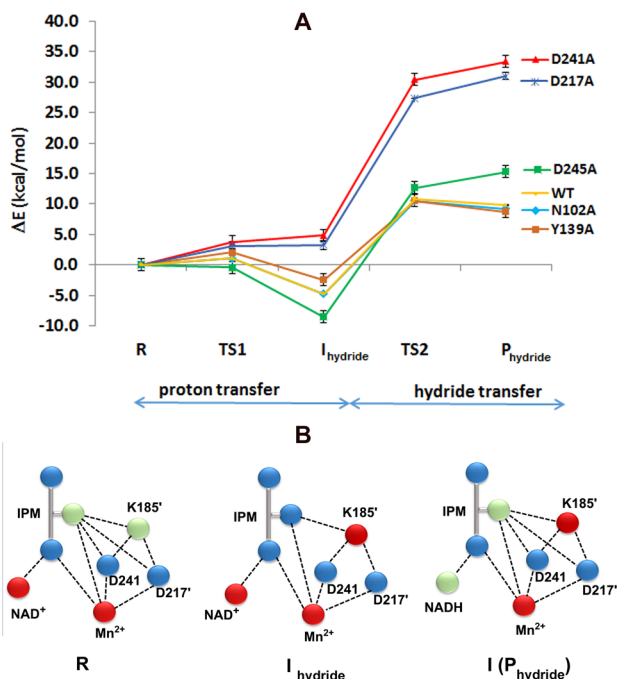 A
ΔE (kcal/mol)
40.0
35.0
30.0
25.0
20.0
15.0
10.0
5.0
0.0
-5.0
-10.0
D241A
D217A
D245A
WT
N102A
Y139A
R TS1 Ihydride TS2 Phydride
proton transfer hydride transfer
B
IPM K185'
D241
D217'
NAD+
Mn2+
R
IPM K185'
D241
D217'
NAD+
Mn2+
I hydride
IPM K185'
D241
D217'
NADH
Mn2+
I (Phydride)